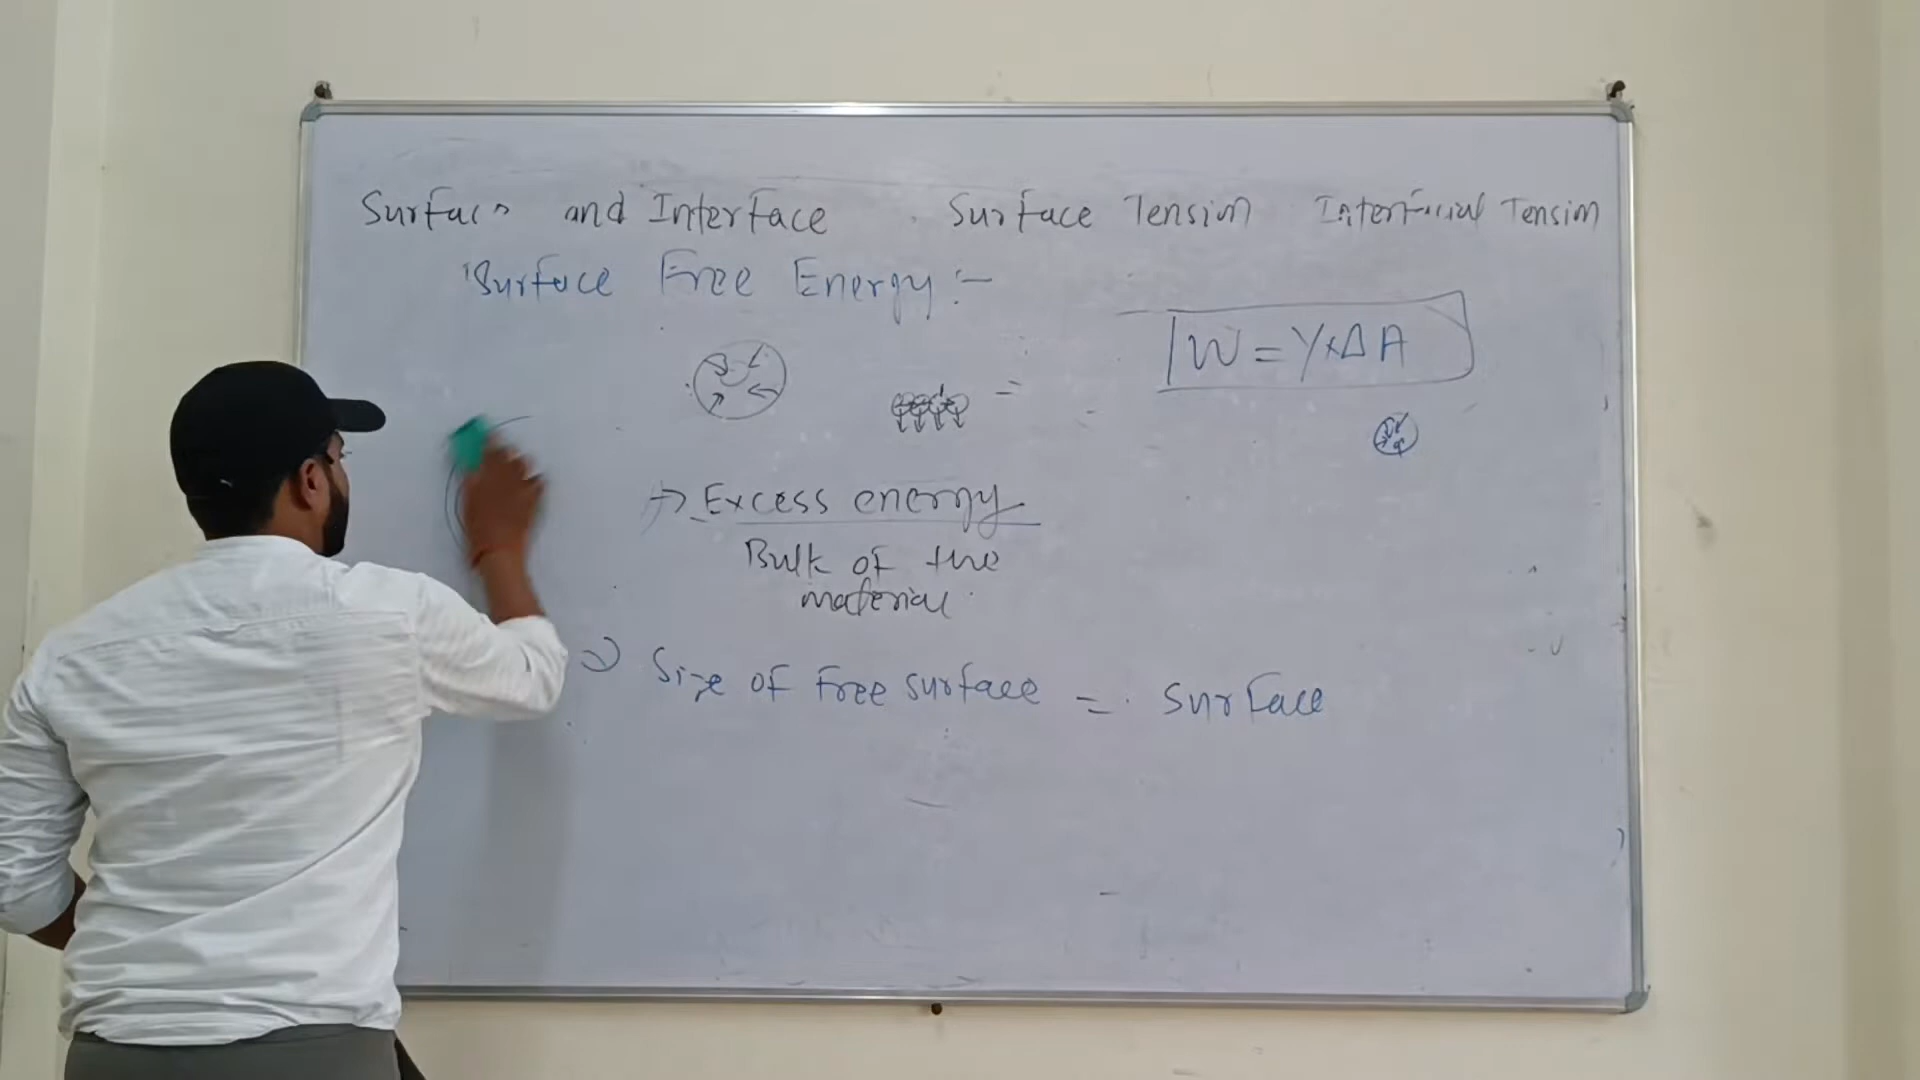 Surface and Interface Surface Tension Interfacial Tension
Surface Free Energy :-
W = γ × Δ A
→ Excess energy
Bulk of the
material
Size of Free surface = Surface